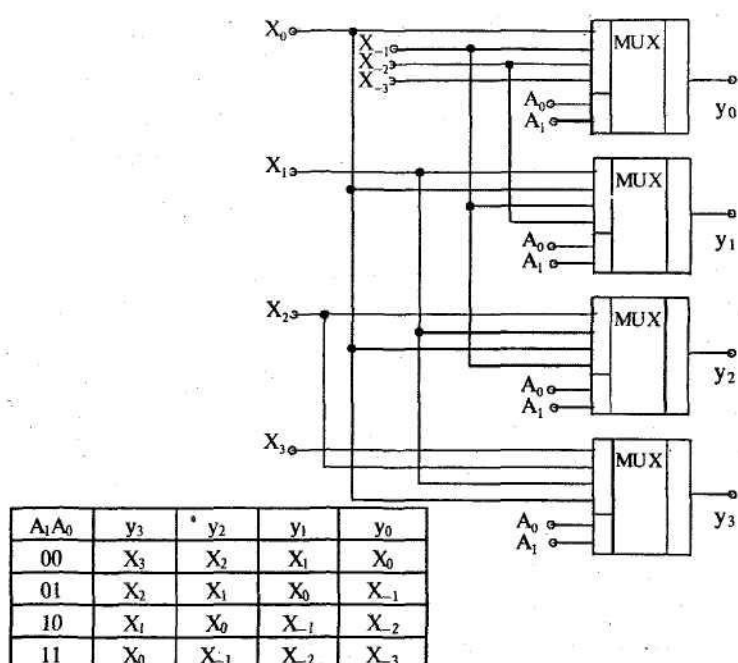 X₀
X₋₁
X₋₂
X₋₃
A₀
A₁
MUX
y₀
X₁
MUX
A₀
A₁
y₁
X₂
MUX
A₀
A₁
y₂
X₃
MUX
A₀
A₁
y₃
A₁A₀ y₃ y₂ y₁ y₀
00 X₃ X₂ X₁ X₀
01 X₂ X₁ X₀ X₋₁
10 X₁ X₀ X₋₁ X₋₂
11 X₀ X₋₁ X₋₂ X₋₃